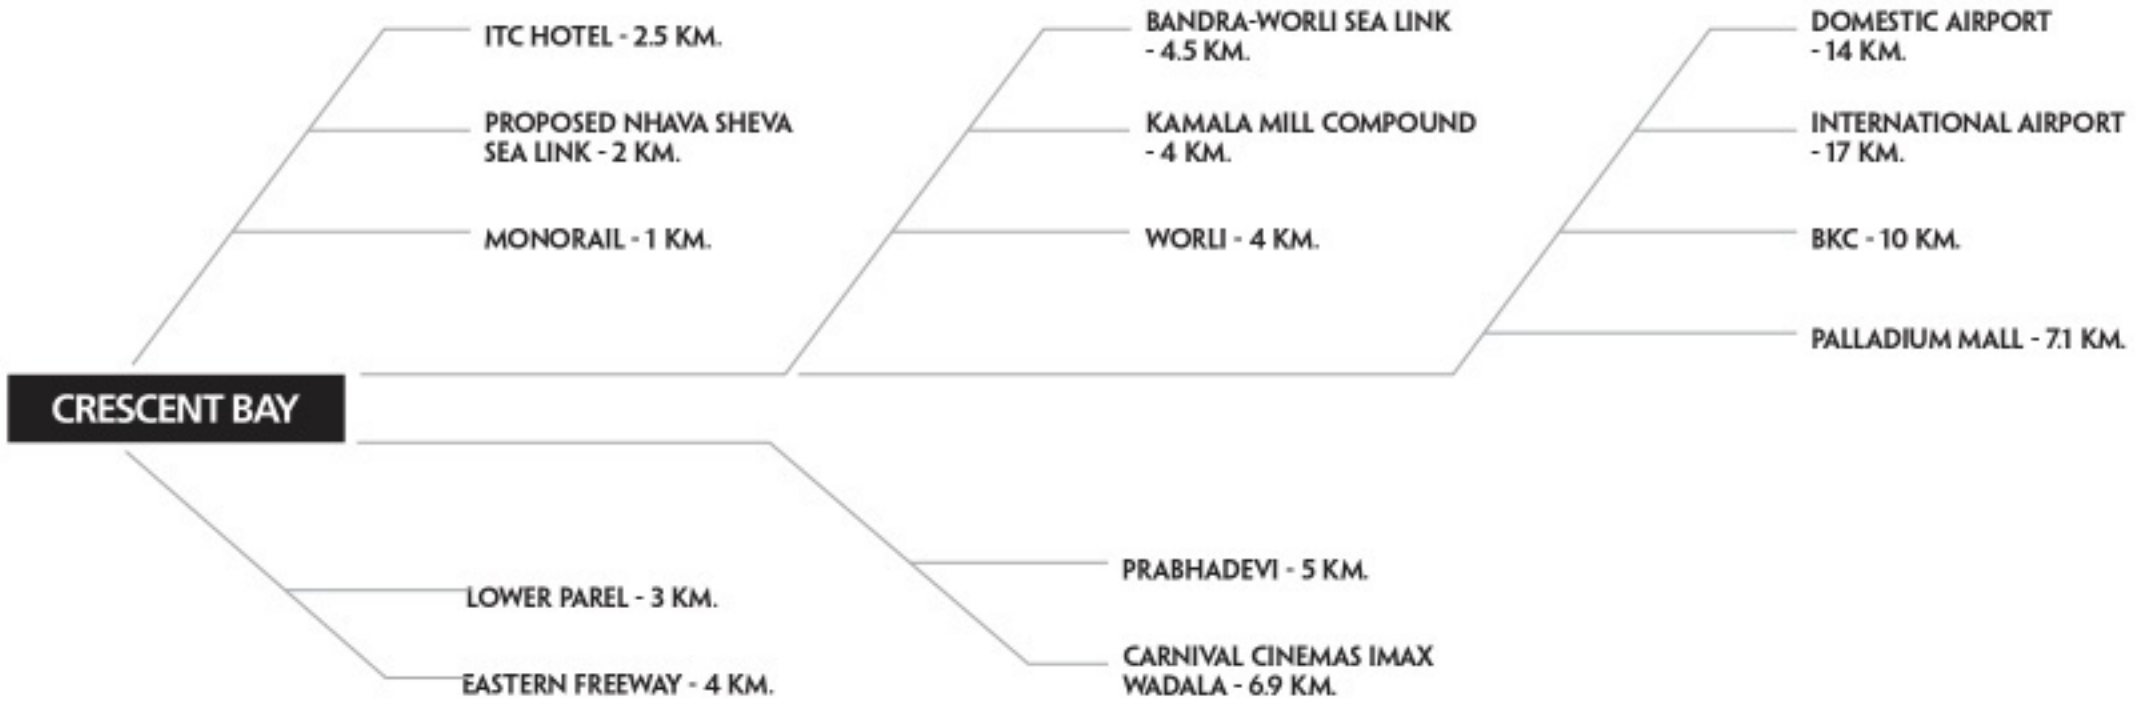 ITC HOTEL - 2.5 KM.
PROPOSED NHAVA SHEVA
SEA LINK - 2 KM.
MONORAIL - 1 KM.
BANDRA-WORLI SEA LINK
- 4.5 KM.
KAMALA MILL COMPOUND
- 4 KM.
WORLI - 4 KM.
DOMESTIC AIRPORT
- 14 KM.
INTERNATIONAL AIRPORT
- 17 KM.
BKC - 10 KM.
PALLADIUM MALL - 7.1 KM.
CRESCENT BAY
LOWER PAREL - 3 KM.
EASTERN FREEWAY - 4 KM.
PRABHADEVI - 5 KM.
CARNIVAL CINEMAS IMAX
WADALA - 6.9 KM.